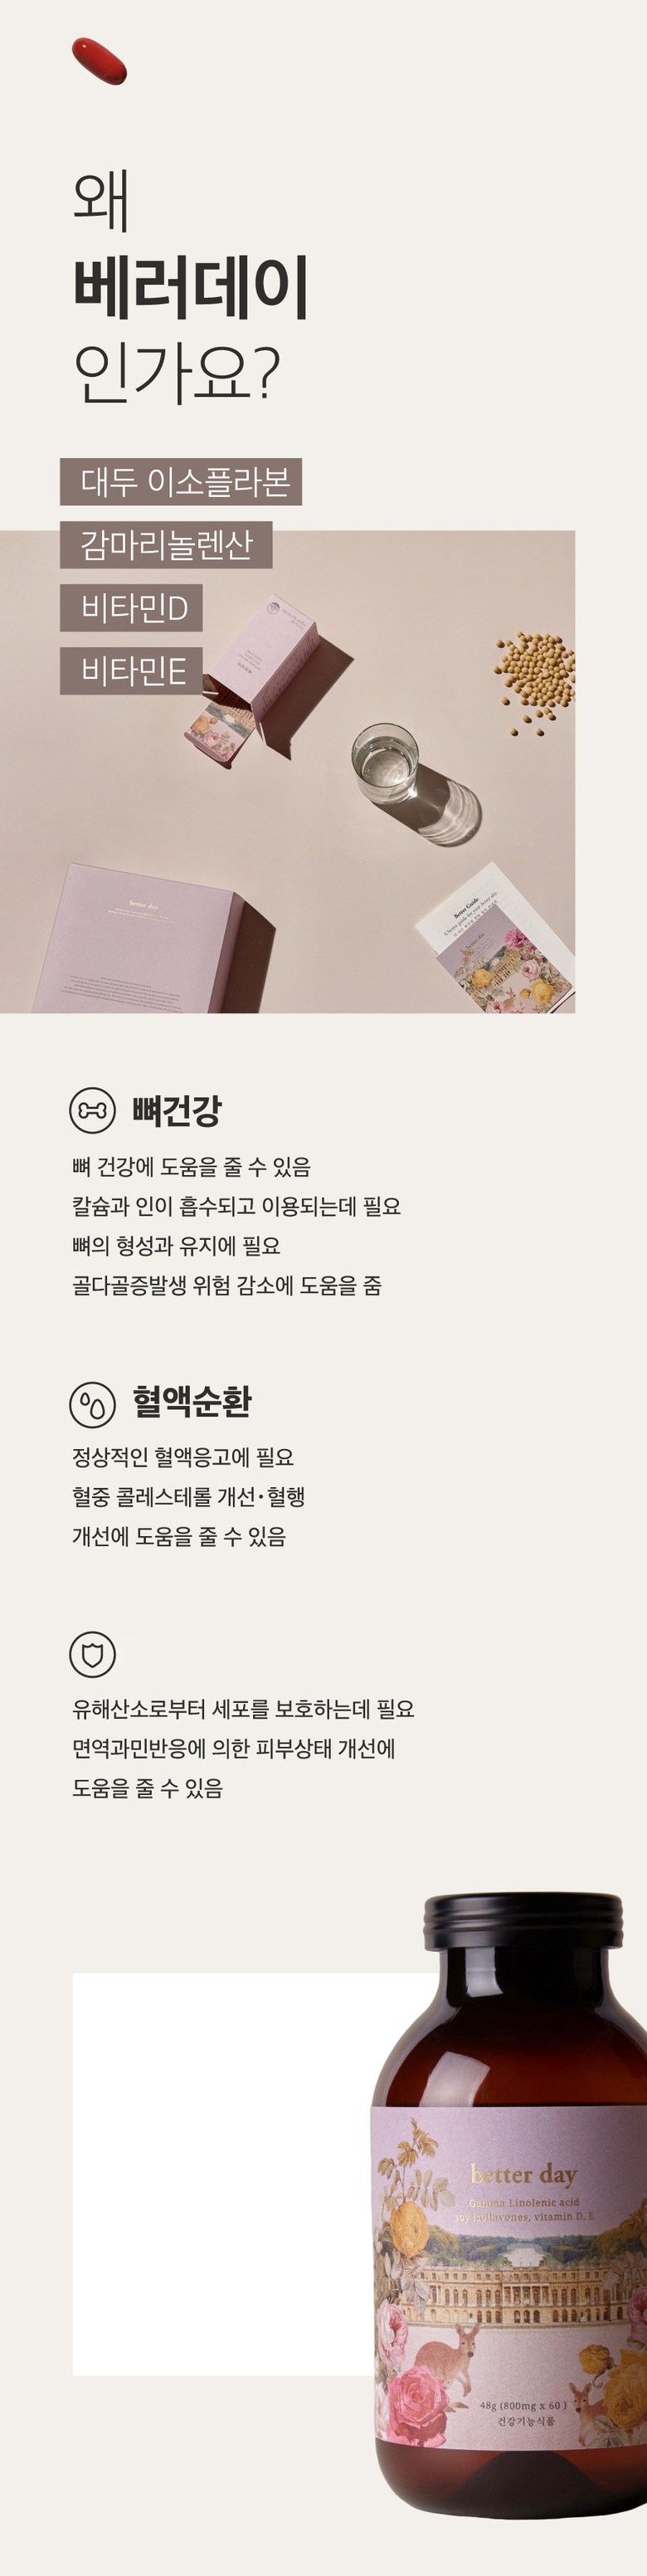 왜
베러데이
인가요?
대두 이소플라본
감마리놀렌산
비타민D
비타민E
better day
Better Guide
A better guide for your better day
뼈건강
뼈 건강에 도움을 줄 수 있음
칼슘과 인이 흡수되고 이용되는데 필요
뼈의 형성과 유지에 필요
골다골증발생 위험 감소에 도움을 줌
혈액순환
정상적인 혈액응고에 필요
혈중 콜레스테롤 개선·혈행
개선에 도움을 줄 수 있음
유해산소로부터 세포를 보호하는데 필요
면역과민반응에 의한 피부상태 개선에
도움을 줄 수 있음
better day
Gamma Linolenic acid
soy isoflavenes, vitamin D, E
48g (800mg x 60 )
건강기능식품